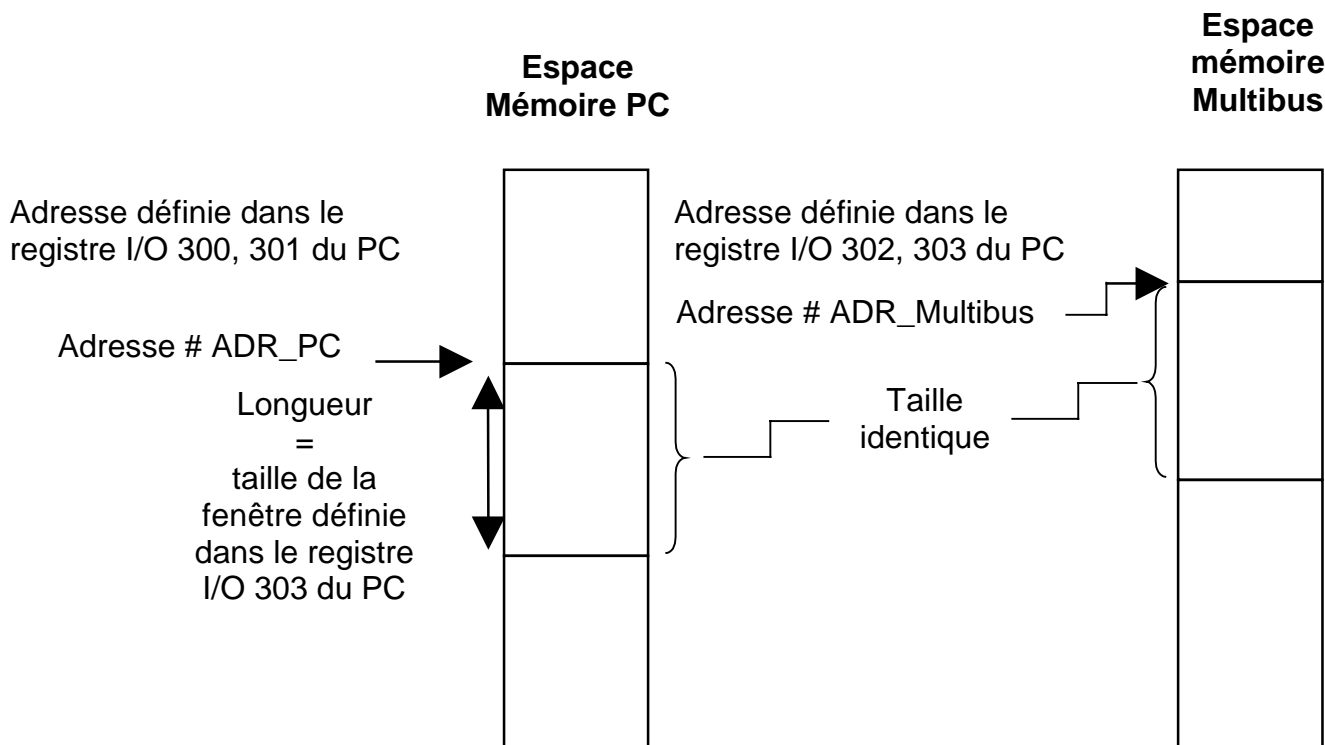 Espace
Mémoire PC
Espace
mémoire
Multibus
Adresse définie dans le
registre I/O 300, 301 du PC
Adresse définie dans le
registre I/O 302, 303 du PC
Adresse # ADR_PC
Adresse # ADR_Multibus
Longueur
=
taille de la
fenêtre définie
dans le registre
I/O 303 du PC
Taille
identique